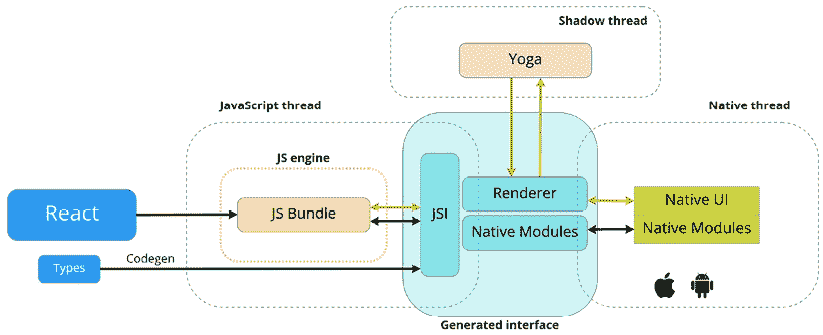 Shadow thread
Yoga
JavaScript thread
Native thread
JS engine
React
JS Bundle
JSI
Renderer
Native Modules
Native UI
Native Modules
Types
Codegen
Generated interface